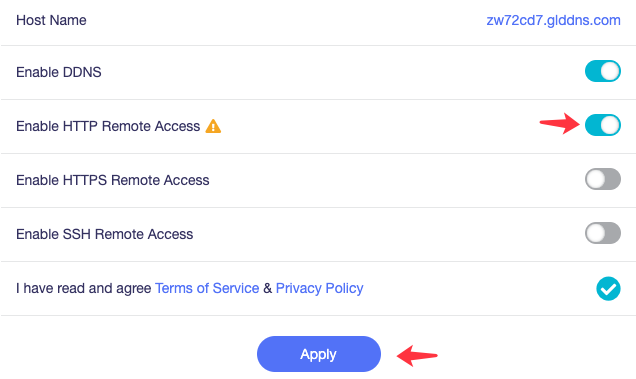 Host Name
zw72cd7.glddns.com
Enable DDNS
Enable HTTP Remote Access
Enable HTTPS Remote Access
Enable SSH Remote Access
I have read and agree Terms of Service & Privacy Policy
Apply